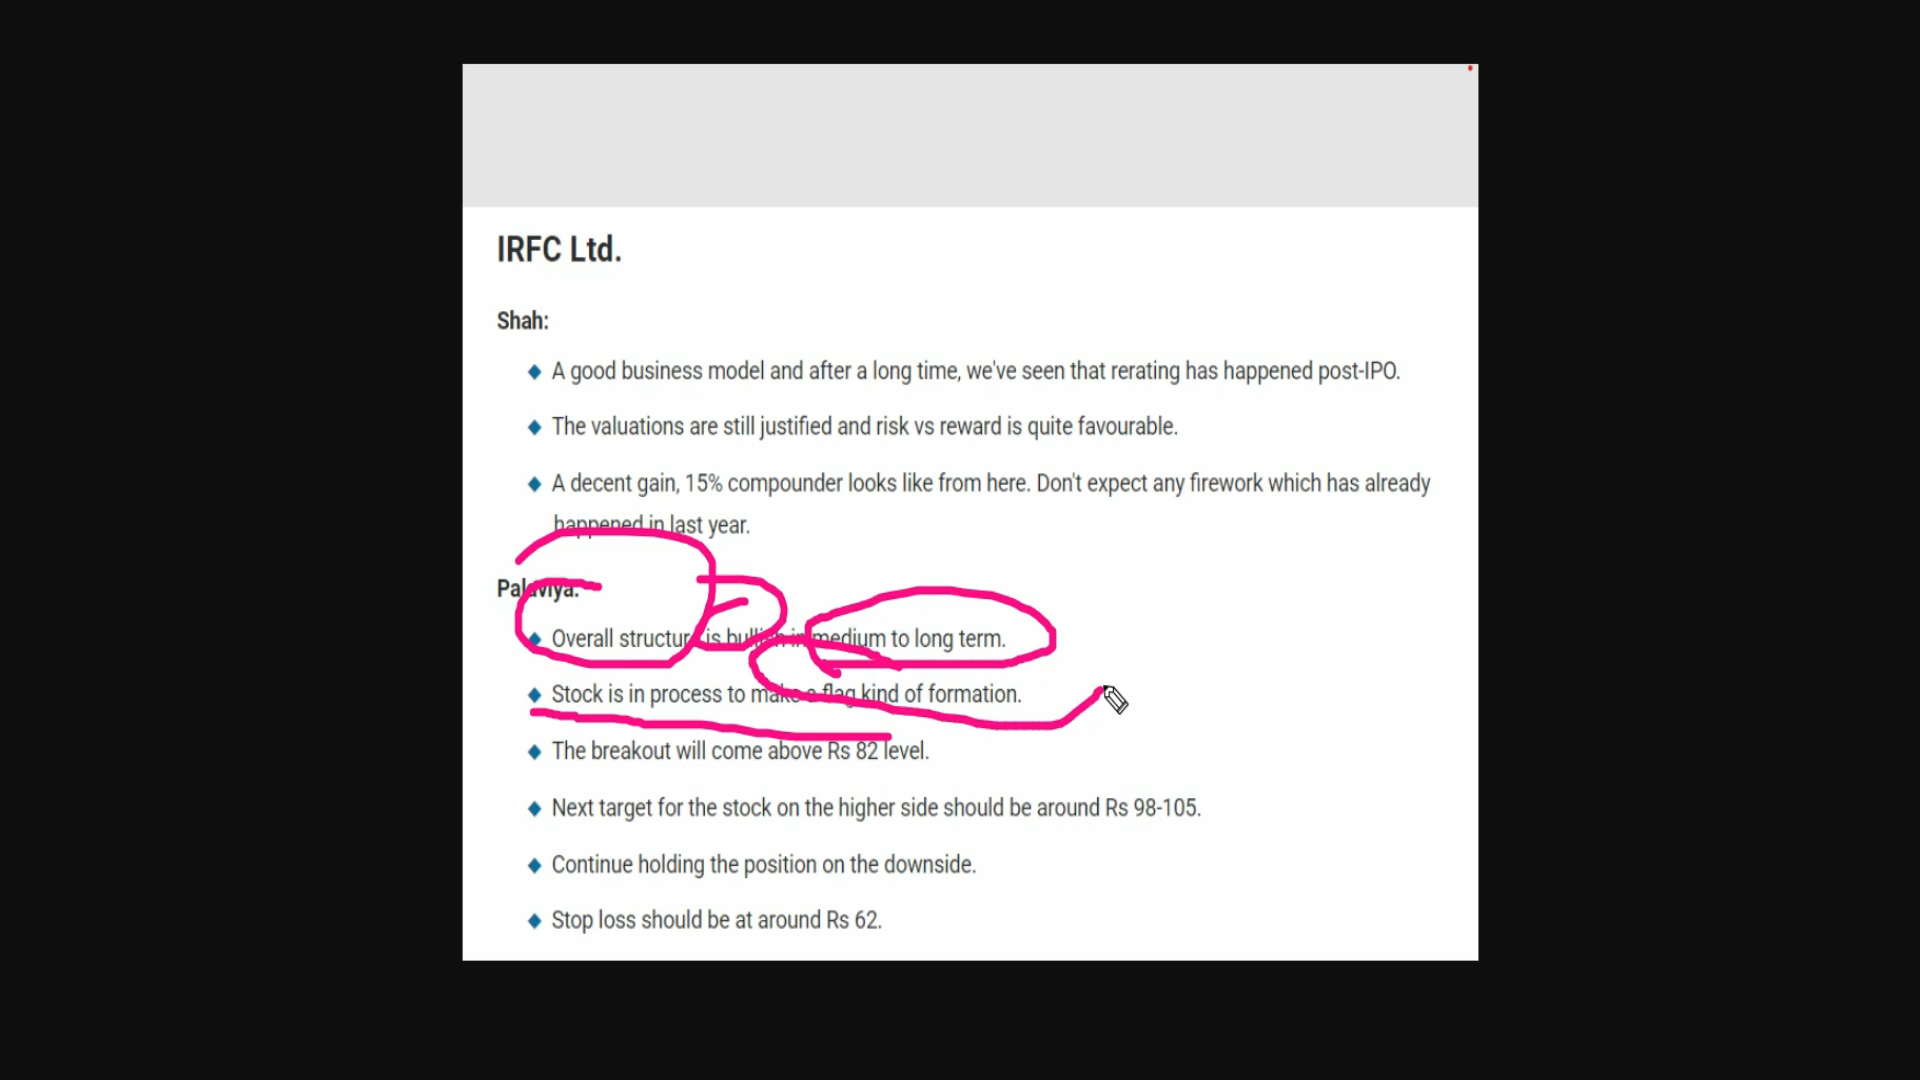 IRFC Ltd.
Shah:
A good business model and after a long time, we've seen that rerating has happened post-IPO.
The valuations are still justified and risk vs reward is quite favourable.
A decent gain, 15% compounder looks like from here. Don't expect any firework which has already
happened in last year.
Palaviya:
Overall structure is bullish in medium to long term.
Stock is in process to make a flag kind of formation.
The breakout will come above Rs 82 level.
Next target for the stock on the higher side should be around Rs 98-105.
Continue holding the position on the downside.
Stop loss should be at around Rs 62.